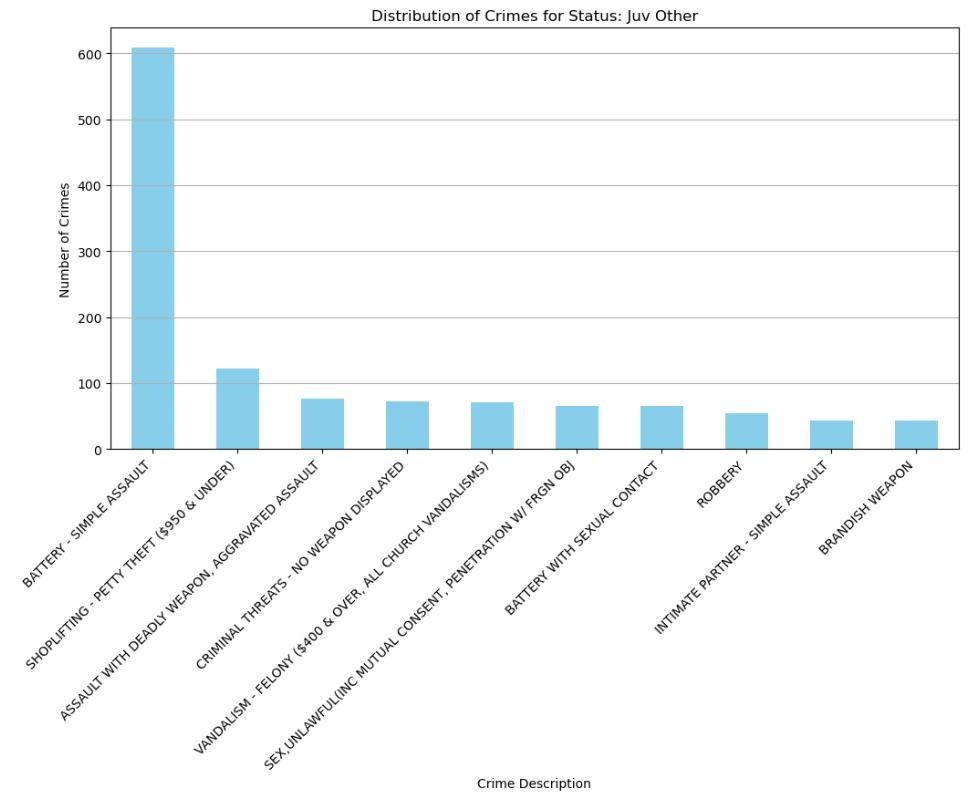 Distribution of Crimes for Status: Juv Other
Number of Crimes
600
500
400
300
200
100
0
BATTERY - SIMPLE ASSAULT
SHOPLIFTING - PETTY THEFT ($950 & UNDER)
ASSAULT WITH DEADLY WEAPON, AGGRAVATED ASSAULT
CRIMINAL THREATS - NO WEAPON DISPLAYED
VANDALISM - FELONY ($400 & OVER, ALL CHURCH VANDALISMS)
SEX,UNLAWFUL(INC MUTUAL CONSENT, PENETRATION W/ FRGN OBJ
BATTERY WITH SEXUAL CONTACT
ROBBERY
INTIMATE PARTNER - SIMPLE ASSAULT
BRANDISH WEAPON
Crime Description